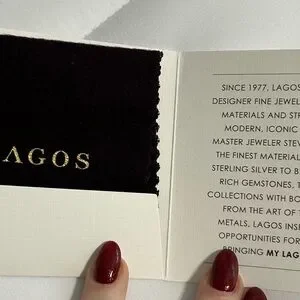 LAGOS
SINCE 1977, LAGOS
DESIGNER FINE JEWEL
MATERIALS AND STR
MODERN, ICONIC
MASTER JEWELER STEV
THE FINEST MATERIAL
STERLING SILVER TO B
RICH GEMSTONES, T
COLLECTIONS WITH BO
FROM THE ART OF
METALS, LAGOS INSP
OPPORTUNITIES FOR
BRINGING MY LAG